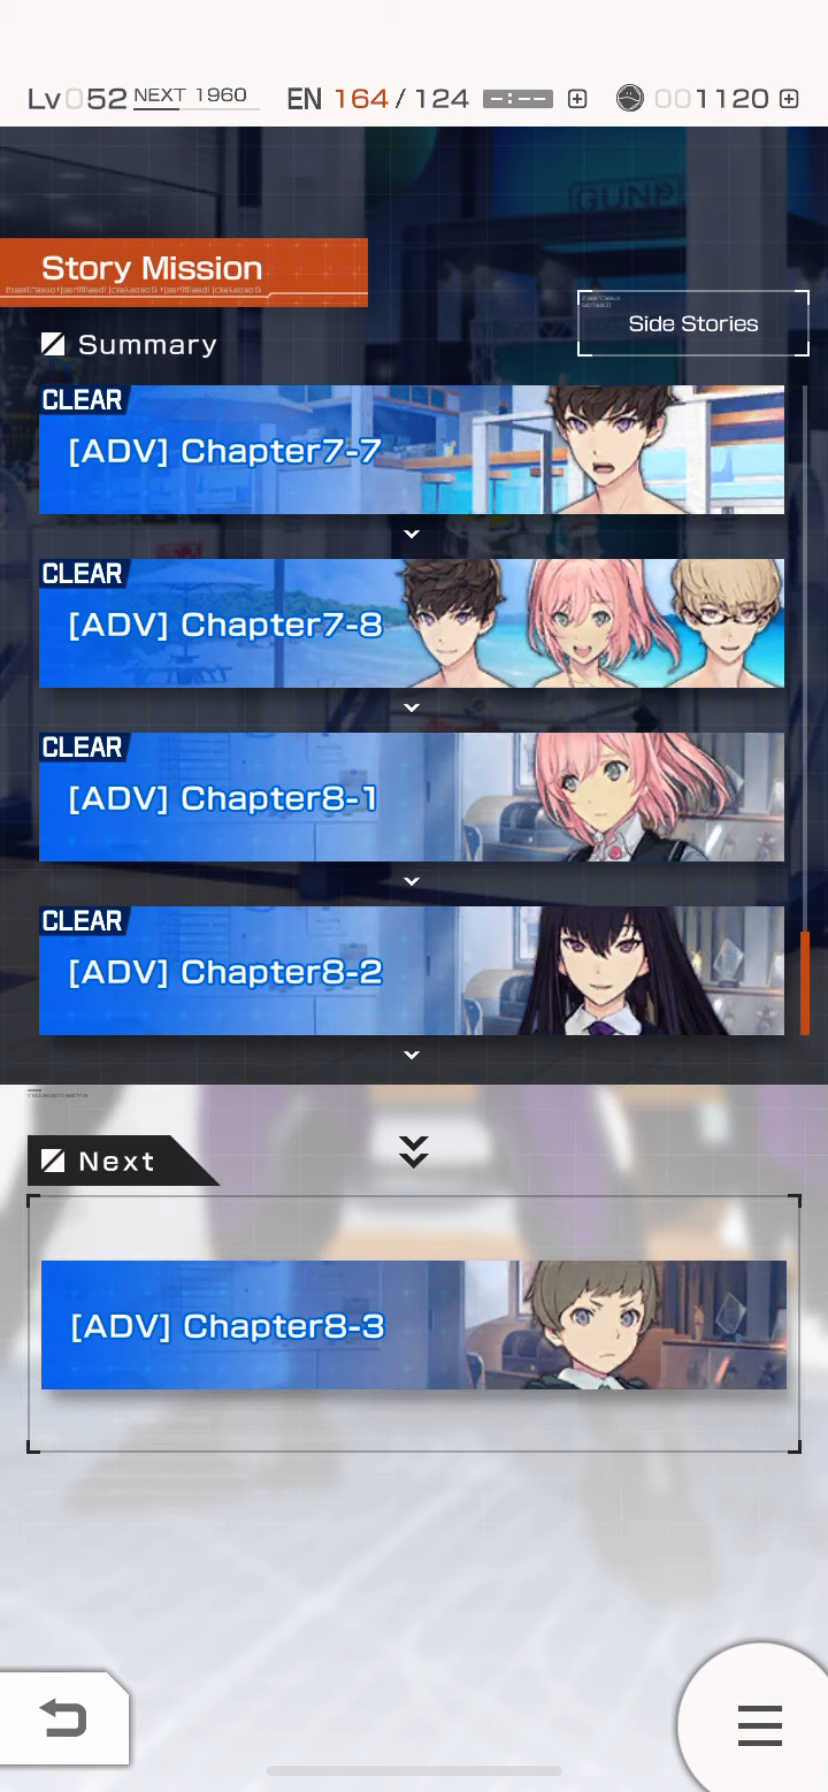 Lv052 NEXT 1960 EN 164/124 -:-- 001120
GUNPL
Story Mission
Side Stories
Summary
CLEAR
[ADV] Chapter7-7
CLEAR
[ADV] Chapter7-8
CLEAR
[ADV] Chapter8-1
CLEAR
[ADV] Chapter8-2
Next
[ADV] Chapter8-3